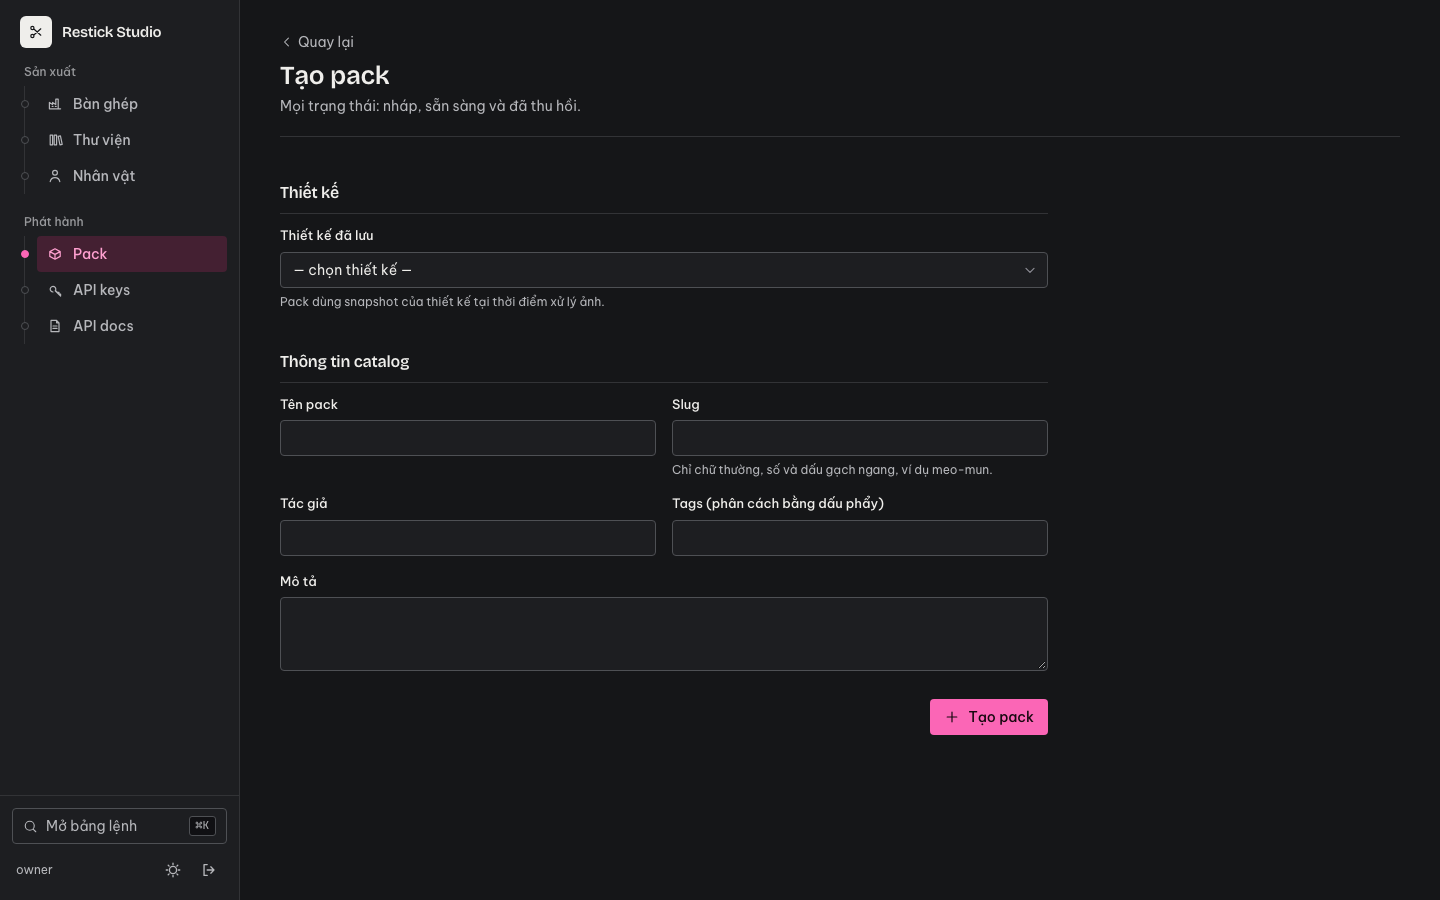 Restick Studio
Sản xuất
Bàn ghép
Thư viện
Nhân vật
Phát hành
Pack
API keys
API docs
Mở bảng lệnh ⌘K
owner
Quay lại
Tạo pack
Mọi trạng thái: nháp, sẵn sàng và đã thu hồi.
Thiết kế
Thiết kế đã lưu
— chọn thiết kế —
Pack dùng snapshot của thiết kế tại thời điểm xử lý ảnh.
Thông tin catalog
Tên pack
Slug
Chỉ chữ thường, số và dấu gạch ngang, ví dụ meo-mun.
Tác giả
Tags (phân cách bằng dấu phẩy)
Mô tả
Tạo pack